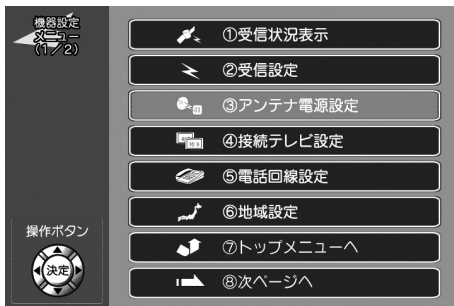 機器設定
メニュー
(1/2)
①受信状況表示
②受信設定
③アンテナ電源設定
④接続テレビ設定
⑤電話回線設定
⑥地域設定
⑦トップメニューへ
⑧次ページへ
操作ボタン
決定